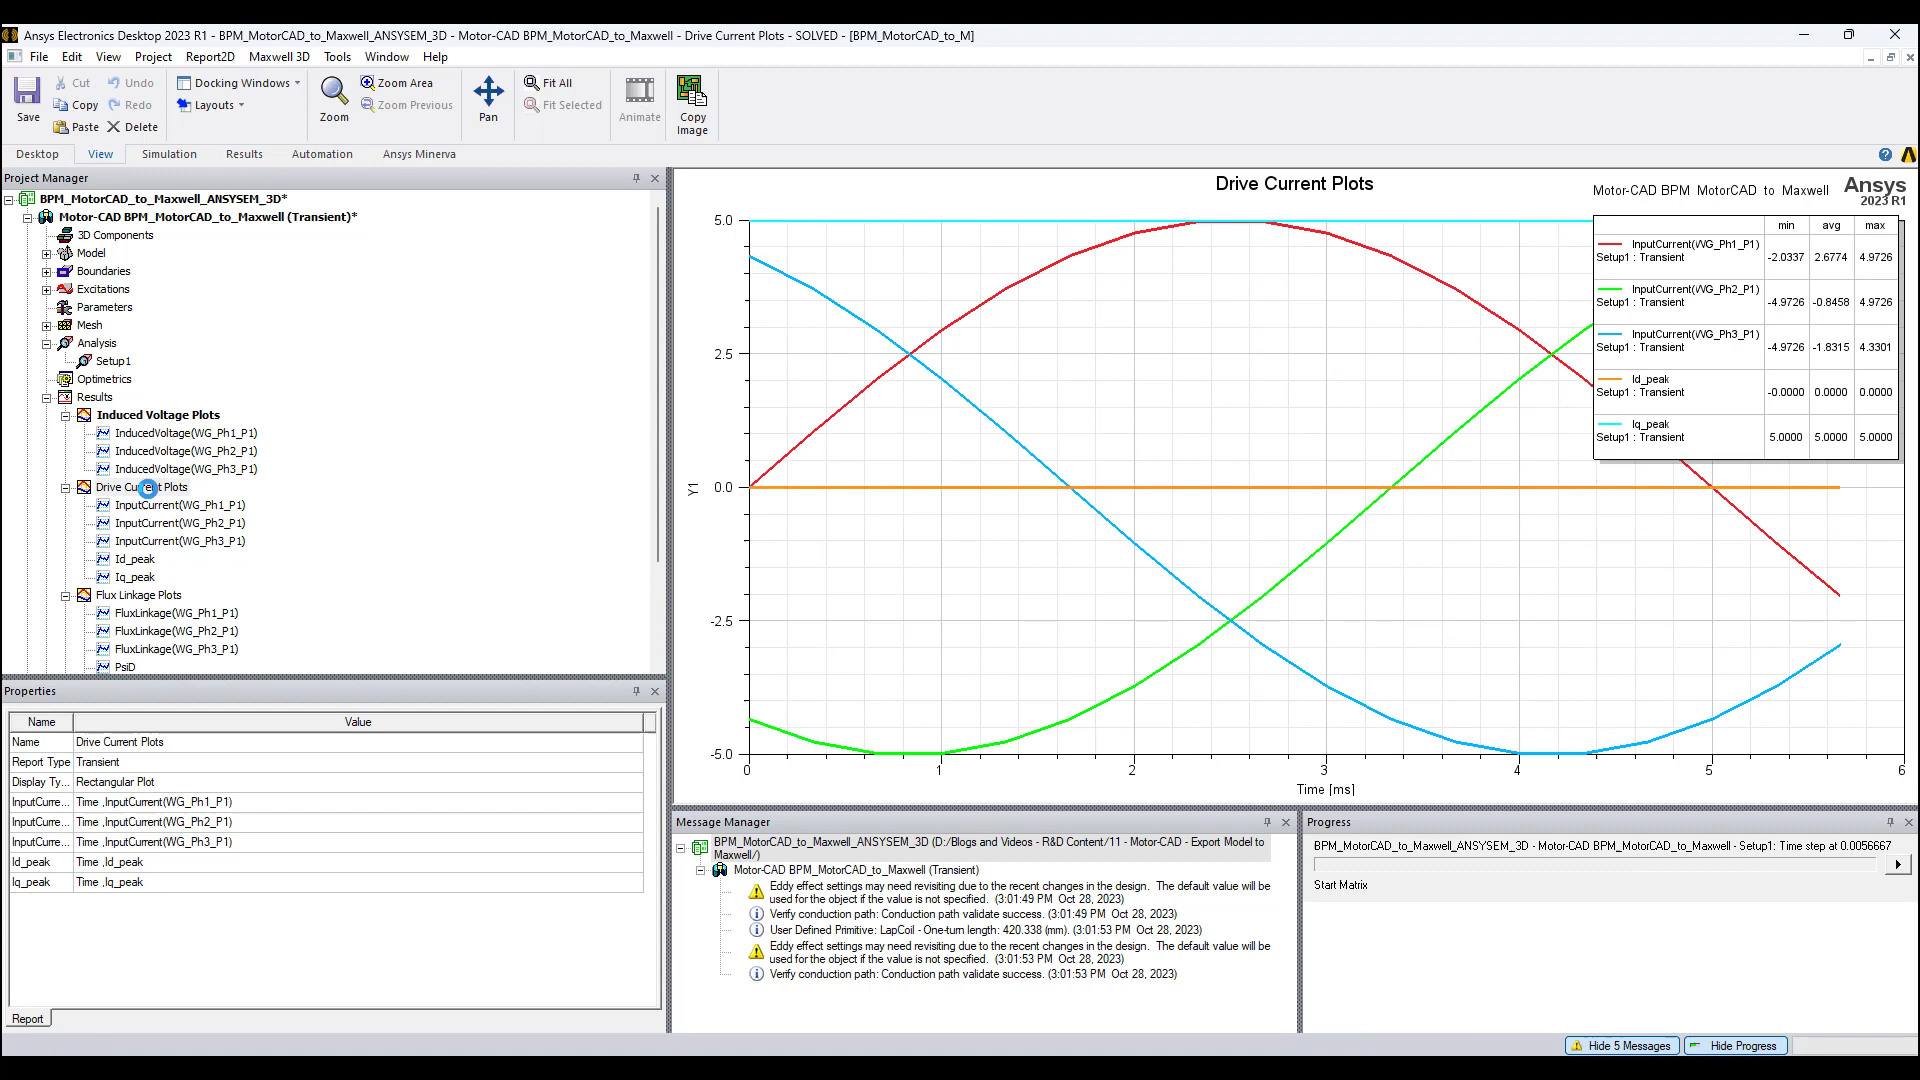 Ansys Electronics Desktop 2023 R1 - BPM_MotorCAD_to_Maxwell_ANSYSEM_3D - Motor-CAD BPM_MotorCAD_to_Maxwell - Drive Current Plots - SOLVED - [BPM_MotorCAD_to_M]
File Edit View Project Report2D Maxwell 3D Tools Window Help
Save
Cut Undo
Copy Redo
Paste Delete
Docking Windows
Layouts
Zoom
Zoom Area
Zoom Previous
Pan
Fit All
Fit Selected
Animate
Copy
Image
Desktop View Simulation Results Automation Ansys Minerva
Project Manager
BPM_MotorCAD_to_Maxwell_ANSYSEM_3D*
Motor-CAD BPM_MotorCAD_to_Maxwell (Transient)*
3D Components
Model
Boundaries
Excitations
Parameters
Mesh
Analysis
Setup1
Optimetrics
Results
Induced Voltage Plots
InducedVoltage(WG_Ph1_P1)
InducedVoltage(WG_Ph2_P1)
InducedVoltage(WG_Ph3_P1)
Drive Current Plots
InputCurrent(WG_Ph1_P1)
InputCurrent(WG_Ph2_P1)
InputCurrent(WG_Ph3_P1)
Id_peak
Iq_peak
Flux Linkage Plots
FluxLinkage(WG_Ph1_P1)
FluxLinkage(WG_Ph2_P1)
FluxLinkage(WG_Ph3_P1)
PsiD
Properties
Name Value
Name Drive Current Plots
Report Type Transient
Display Ty... Rectangular Plot
InputCurre... Time ,InputCurrent(WG_Ph1_P1)
InputCurre... Time ,InputCurrent(WG_Ph2_P1)
InputCurre... Time ,InputCurrent(WG_Ph3_P1)
Id_peak Time ,Id_peak
Iq_peak Time ,Iq_peak
Report
Drive Current Plots
Motor-CAD BPM MotorCAD to Maxwell
Ansys
2023 R1
min avg max
InputCurrent(WG_Ph1_P1)
Setup1 : Transient -2.0337 2.6774 4.9726
InputCurrent(WG_Ph2_P1)
Setup1 : Transient -4.9726 -0.8458 4.9726
InputCurrent(WG_Ph3_P1)
Setup1 : Transient -4.9726 -1.8315 4.3301
Id_peak
Setup1 : Transient -0.0000 0.0000 0.0000
Iq_peak
Setup1 : Transient 5.0000 5.0000 5.0000
5.0
2.5
0.0
-2.5
-5.0
Y1
0 1 2 3 4 5 6
Time [ms]
Message Manager
BPM_MotorCAD_to_Maxwell_ANSYSEM_3D (D:/Blogs and Videos - R&D Content/11 - Motor-CAD - Export Model to
Maxwell/)
Motor-CAD BPM_MotorCAD_to_Maxwell (Transient)
Eddy effect settings may need revisiting due to the recent changes in the design. The default value will be
used for the object if the value is not specified. (3:01:49 PM Oct 28, 2023)
Verify conduction path: Conduction path validate success. (3:01:49 PM Oct 28, 2023)
User Defined Primitive: LapCoil - One-turn length: 420.338 (mm). (3:01:53 PM Oct 28, 2023)
Eddy effect settings may need revisiting due to the recent changes in the design. The default value will be
used for the object if the value is not specified. (3:01:53 PM Oct 28, 2023)
Verify conduction path: Conduction path validate success. (3:01:53 PM Oct 28, 2023)
Progress
BPM_MotorCAD_to_Maxwell_ANSYSEM_3D - Motor-CAD BPM_MotorCAD_to_Maxwell - Setup1: Time step at 0.0056667
Start Matrix
Hide 5 Messages Hide Progress